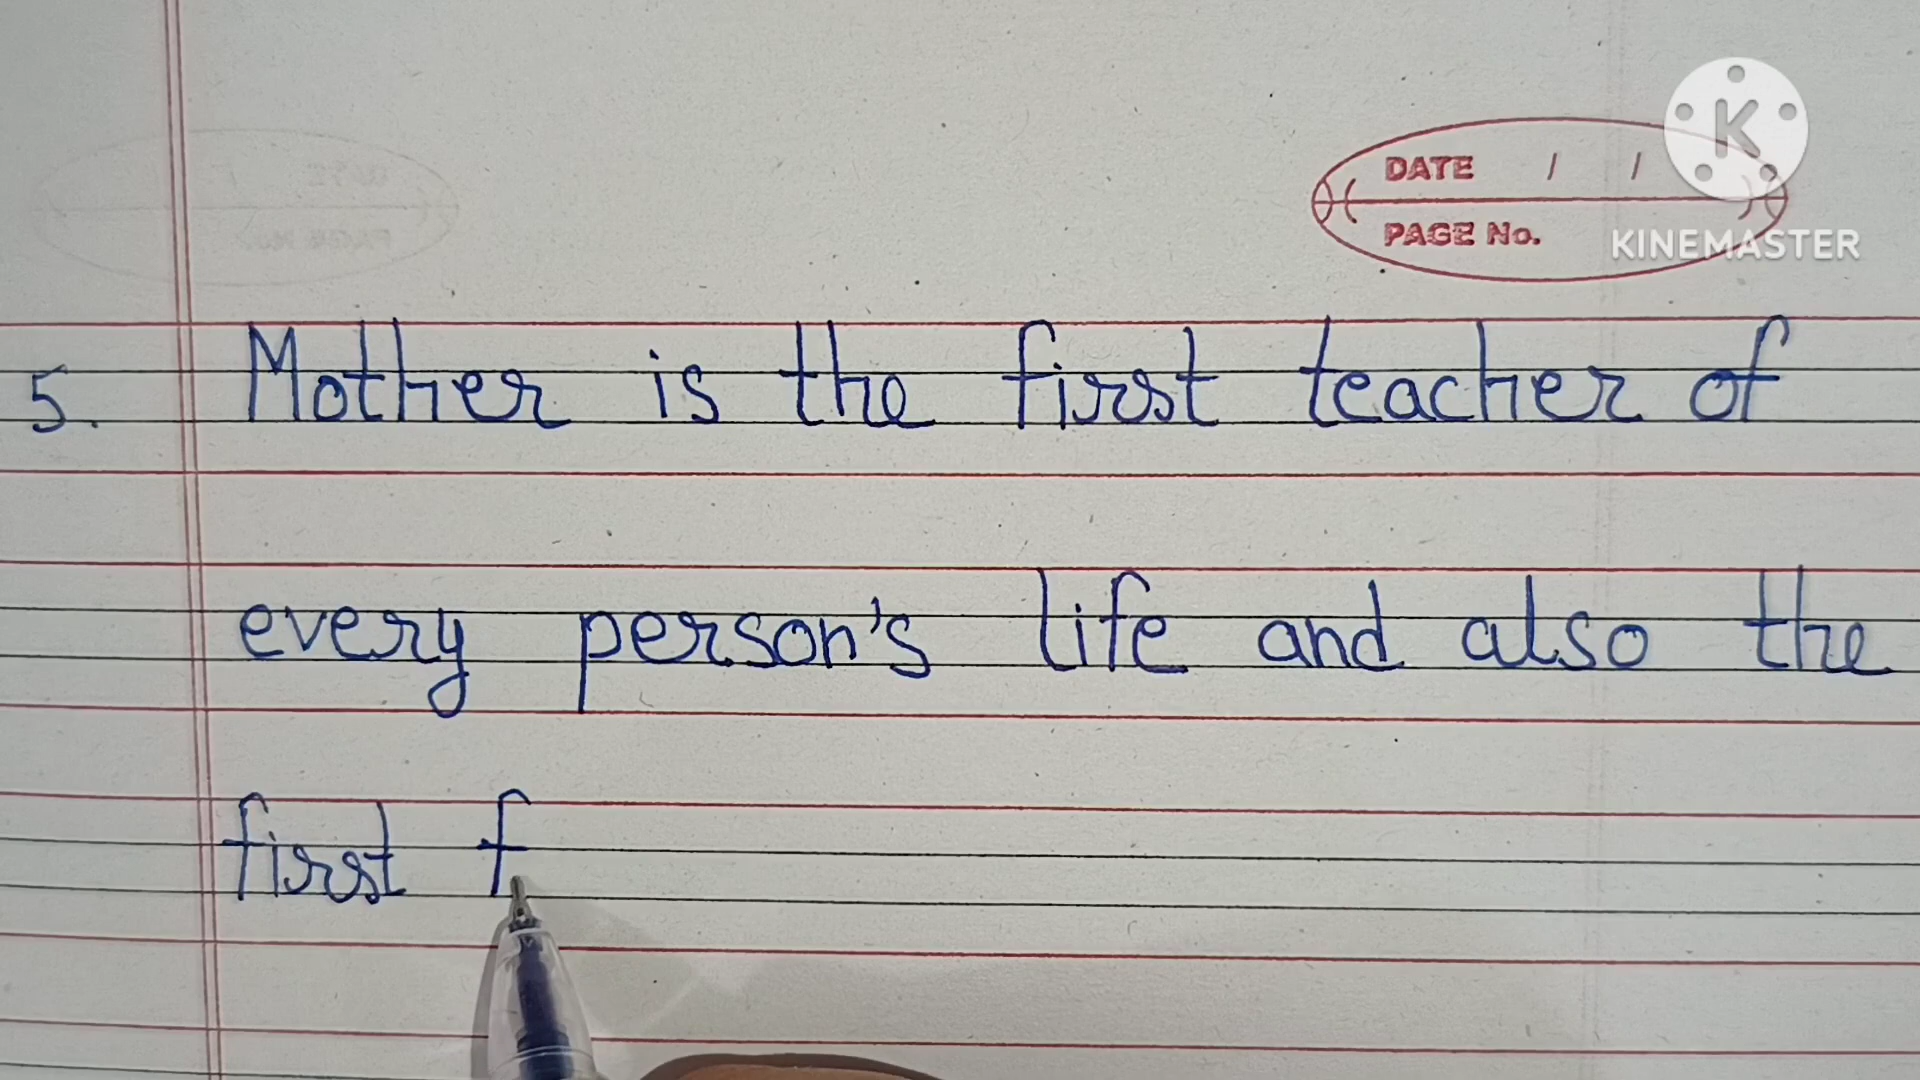 DATE / /
PAGE No.
K
KINEMASTER
5. Mother is the first teacher of
every person's life and also the
first f